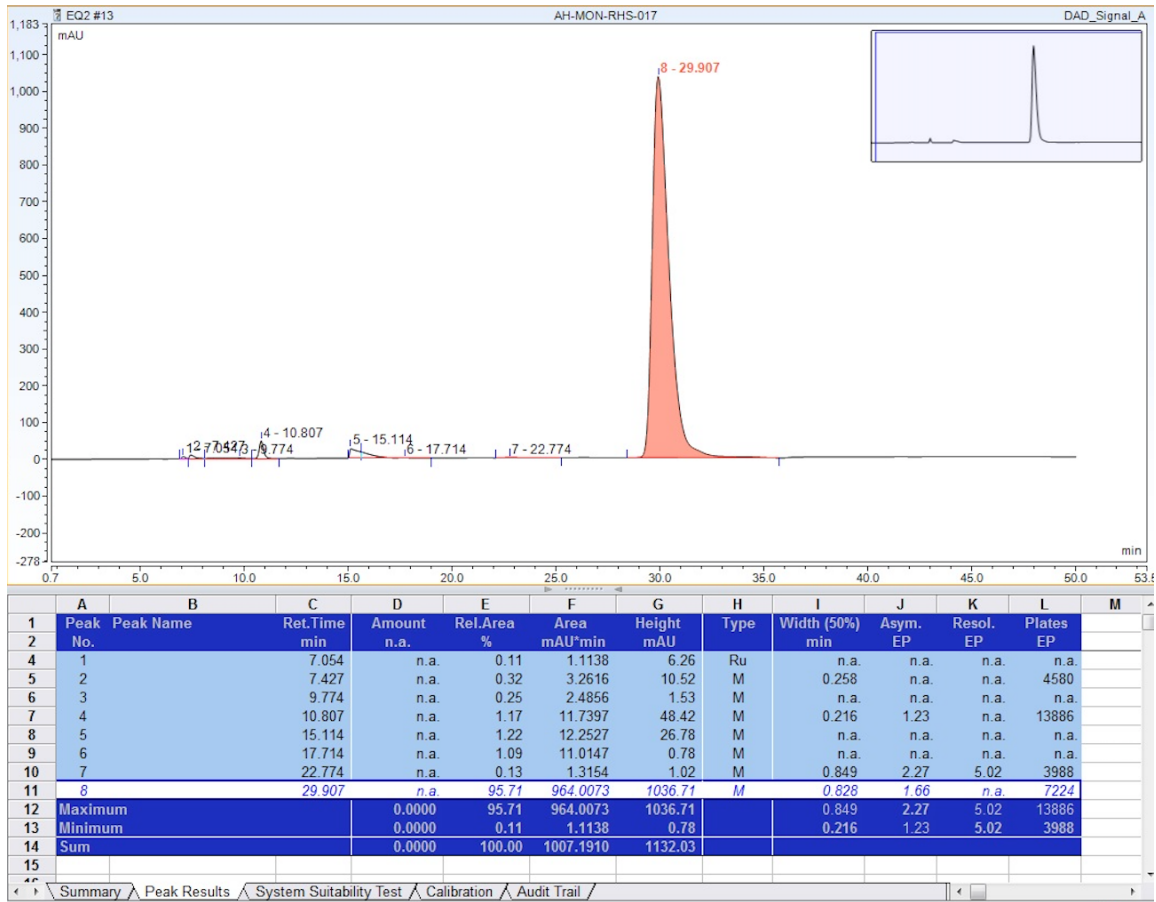 EQ2 #13 AH-MON-RHS-017 DAD_Signal_A
1,183
mAU
1,100
1,000
900
800
700
600
500
400
300
200
100
0
-100
-200
-278
8 - 29.907
4 - 10.807
2 - 7.427
1 - 7.054
3 - 9.774
5 - 15.114
6 - 17.714
7 - 22.774
min
0.7 5.0 10.0 15.0 20.0 25.0 30.0 35.0 40.0 45.0 50.0 53.5
A B C D E F G H I J K L M
1 Peak Peak Name Ret.Time Amount Rel.Area Area Height Type Width (50%) Asym. Resol. Plates
2 No. min n.a. % mAU*min mAU min EP EP EP
4 1 7.054 n.a. 0.11 1.1138 6.26 Ru n.a. n.a. n.a. n.a.
5 2 7.427 n.a. 0.32 3.2616 10.52 M 0.258 n.a. n.a. 4580
6 3 9.774 n.a. 0.25 2.4856 1.53 M n.a. n.a. n.a. n.a.
7 4 10.807 n.a. 1.17 11.7397 48.42 M 0.216 1.23 n.a. 13886
8 5 15.114 n.a. 1.22 12.2527 26.78 M n.a. n.a. n.a. n.a.
9 6 17.714 n.a. 1.09 11.0147 0.78 M n.a. n.a. n.a. n.a.
10 7 22.774 n.a. 0.13 1.3154 1.02 M 0.849 2.27 5.02 3988
11 8 29.907 n.a. 95.71 964.0073 1036.71 M 0.828 1.66 n.a. 7224
12 Maximum 0.0000 95.71 964.0073 1036.71 0.849 2.27 5.02 13886
13 Minimum 0.0000 0.11 1.1138 0.78 0.216 1.23 5.02 3988
14 Sum 0.0000 100.00 1007.1910 1132.03
15
Summary Peak Results System Suitability Test Calibration Audit Trail